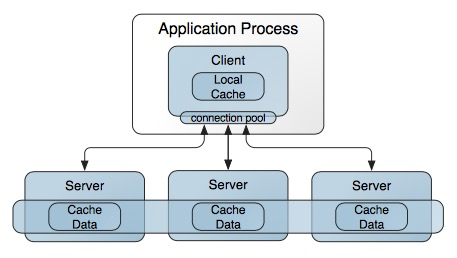 Application Process
Client
Local
Cache
connection pool
Server
Server
Server
Cache
Data
Cache
Data
Cache
Data